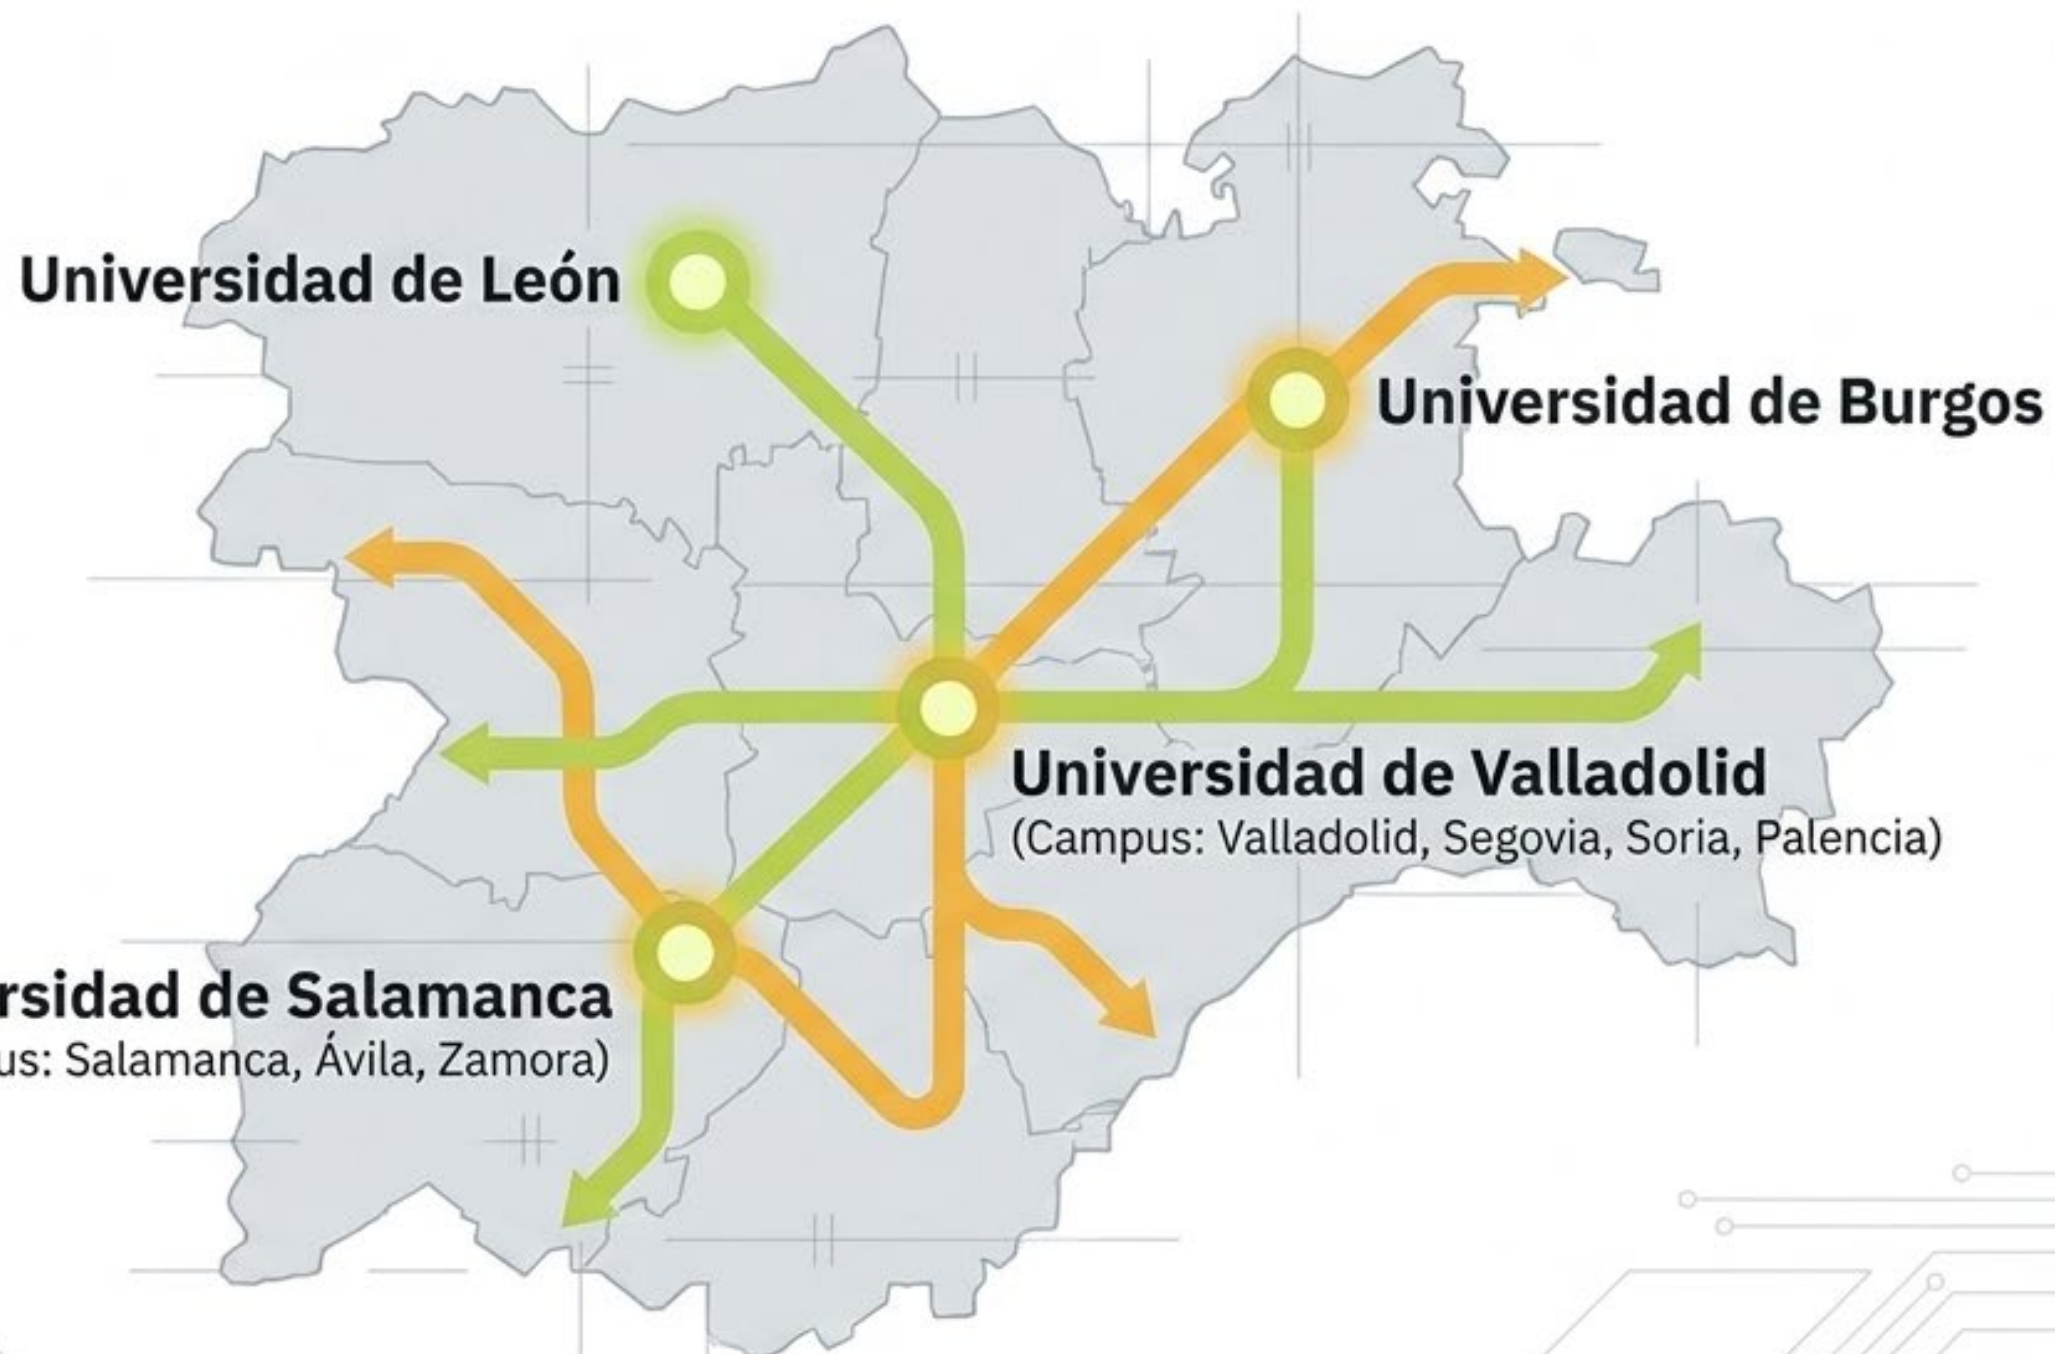 Universidad de León
Universidad de Burgos
Universidad de Valladolid
(Campus: Valladolid, Segovia, Soria, Palencia)
rsidad de Salamanca
us: Salamanca, Ávila, Zamora)